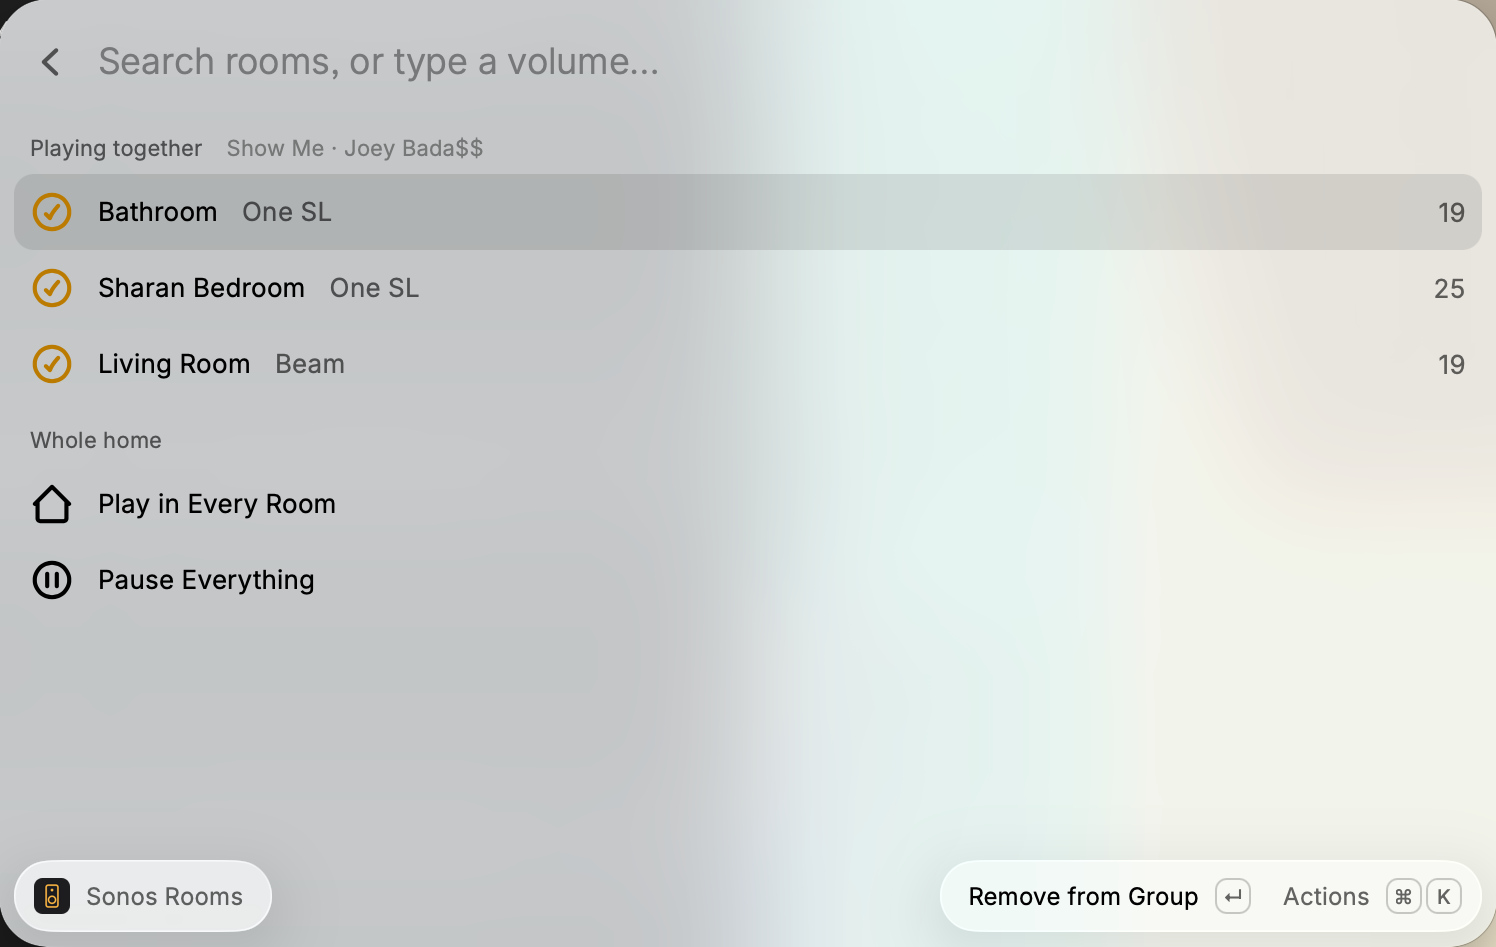 Search rooms, or type a volume...
Playing together Show Me · Joey Bada$$
Bathroom One SL 19
Sharan Bedroom One SL 25
Living Room Beam 19
Whole home
Play in Every Room
Pause Everything
Sonos Rooms Remove from Group ↵ Actions ⌘ K